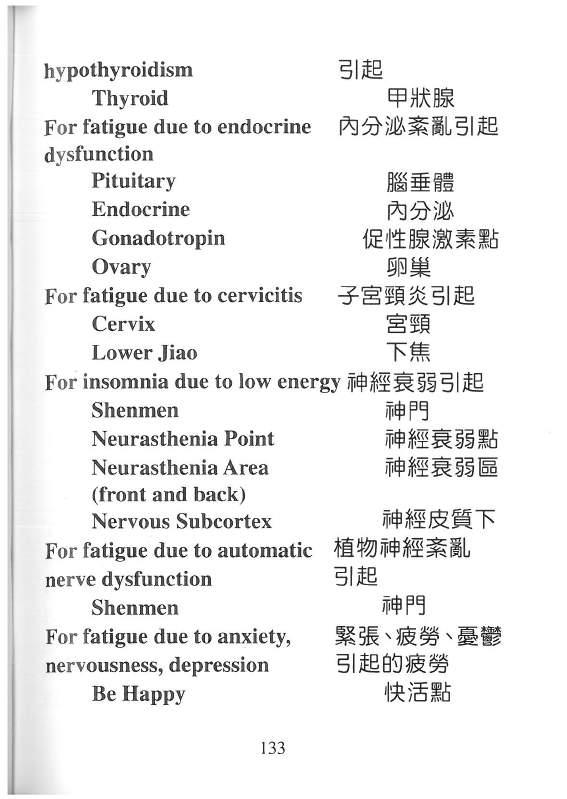 hypothyroidism 引起
Thyroid 甲狀腺
For fatigue due to endocrine 內分泌紊亂引起
dysfunction
Pituitary 腦垂體
Endocrine 內分泌
Gonadotropin 促性腺激素點
Ovary 卵巢
For fatigue due to cervicitis 子宮頸炎引起
Cervix 宮頸
Lower Jiao 下焦
For insomnia due to low energy 神經衰弱引起
Shenmen 神門
Neurasthenia Point 神經衰弱點
Neurasthenia Area 神經衰弱區
(front and back)
Nervous Subcortex 神經皮質下
For fatigue due to automatic 植物神經紊亂
nerve dysfunction 引起
Shenmen 神門
For fatigue due to anxiety, 緊張、疲勞、憂鬱
nervousness, depression 引起的疲勞
Be Happy 快活點
133